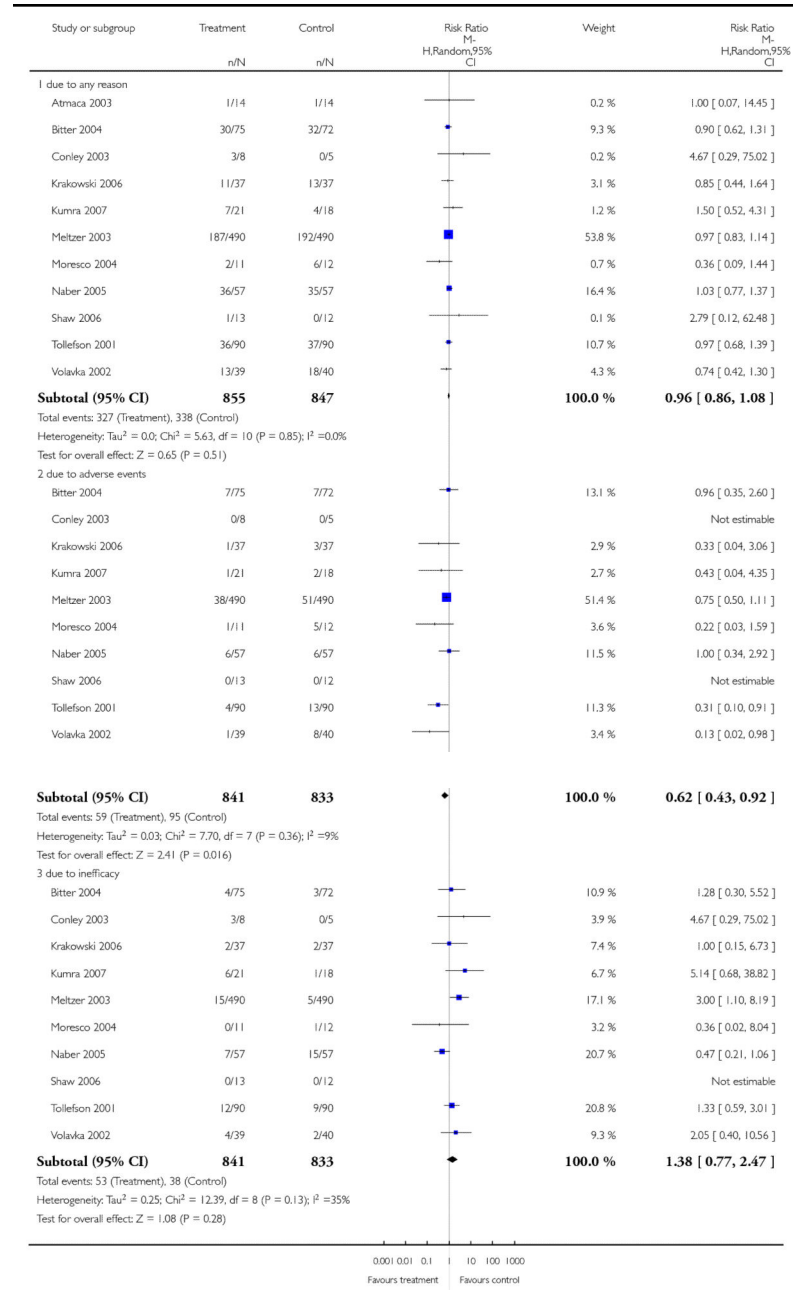 Study or subgroup Treatment Control Risk Ratio Weight Risk Ratio
M- M-
H,Random,95% H,Random,95%
n/N n/N CI CI
1 due to any reason
Atmaca 2003 1/14 1/14 0.2 % 1.00 [ 0.07, 14.45 ]
Bitter 2004 30/75 32/72 9.3 % 0.90 [ 0.62, 1.31 ]
Conley 2003 3/8 0/5 0.2 % 4.67 [ 0.29, 75.02 ]
Krakowski 2006 11/37 13/37 3.1 % 0.85 [ 0.44, 1.64 ]
Kumra 2007 7/21 4/18 1.2 % 1.50 [ 0.52, 4.31 ]
Meltzer 2003 187/490 192/490 53.8 % 0.97 [ 0.83, 1.14 ]
Moresco 2004 2/11 6/12 0.7 % 0.36 [ 0.09, 1.44 ]
Naber 2005 36/57 35/57 16.4 % 1.03 [ 0.77, 1.37 ]
Shaw 2006 1/13 0/12 0.1 % 2.79 [ 0.12, 62.48 ]
Tollefson 2001 36/90 37/90 10.7 % 0.97 [ 0.68, 1.39 ]
Volavka 2002 13/39 18/40 4.3 % 0.74 [ 0.42, 1.30 ]
Subtotal (95% CI) 855 847 100.0 % 0.96 [ 0.86, 1.08 ]
Total events: 327 (Treatment), 338 (Control)
Heterogeneity: Tau² = 0.0; Chi² = 5.63, df = 10 (P = 0.85); I² =0.0%
Test for overall effect: Z = 0.65 (P = 0.51)
2 due to adverse events
Bitter 2004 7/75 7/72 13.1 % 0.96 [ 0.35, 2.60 ]
Conley 2003 0/8 0/5 Not estimable
Krakowski 2006 1/37 3/37 2.9 % 0.33 [ 0.04, 3.06 ]
Kumra 2007 1/21 2/18 2.7 % 0.43 [ 0.04, 4.35 ]
Meltzer 2003 38/490 51/490 51.4 % 0.75 [ 0.50, 1.11 ]
Moresco 2004 1/11 5/12 3.6 % 0.22 [ 0.03, 1.59 ]
Naber 2005 6/57 6/57 11.5 % 1.00 [ 0.34, 2.92 ]
Shaw 2006 0/13 0/12 Not estimable
Tollefson 2001 4/90 13/90 11.3 % 0.31 [ 0.10, 0.91 ]
Volavka 2002 1/39 8/40 3.4 % 0.13 [ 0.02, 0.98 ]
Subtotal (95% CI) 841 833 100.0 % 0.62 [ 0.43, 0.92 ]
Total events: 59 (Treatment), 95 (Control)
Heterogeneity: Tau² = 0.03; Chi² = 7.70, df = 7 (P = 0.36); I² =9%
Test for overall effect: Z = 2.41 (P = 0.016)
3 due to inefficacy
Bitter 2004 4/75 3/72 10.9 % 1.28 [ 0.30, 5.52 ]
Conley 2003 3/8 0/5 3.9 % 4.67 [ 0.29, 75.02 ]
Krakowski 2006 2/37 2/37 7.4 % 1.00 [ 0.15, 6.73 ]
Kumra 2007 6/21 1/18 6.7 % 5.14 [ 0.68, 38.82 ]
Meltzer 2003 15/490 5/490 17.1 % 3.00 [ 1.10, 8.19 ]
Moresco 2004 0/11 1/12 3.2 % 0.36 [ 0.02, 8.04 ]
Naber 2005 7/57 15/57 20.7 % 0.47 [ 0.21, 1.06 ]
Shaw 2006 0/13 0/12 Not estimable
Tollefson 2001 12/90 9/90 20.8 % 1.33 [ 0.59, 3.01 ]
Volavka 2002 4/39 2/40 9.3 % 2.05 [ 0.40, 10.56 ]
Subtotal (95% CI) 841 833 100.0 % 1.38 [ 0.77, 2.47 ]
Total events: 53 (Treatment), 38 (Control)
Heterogeneity: Tau² = 0.25; Chi² = 12.39, df = 8 (P = 0.13); I² =35%
Test for overall effect: Z = 1.08 (P = 0.28)
0.001 0.01 0.1 1 10 100 1000
Favours treatment Favours control